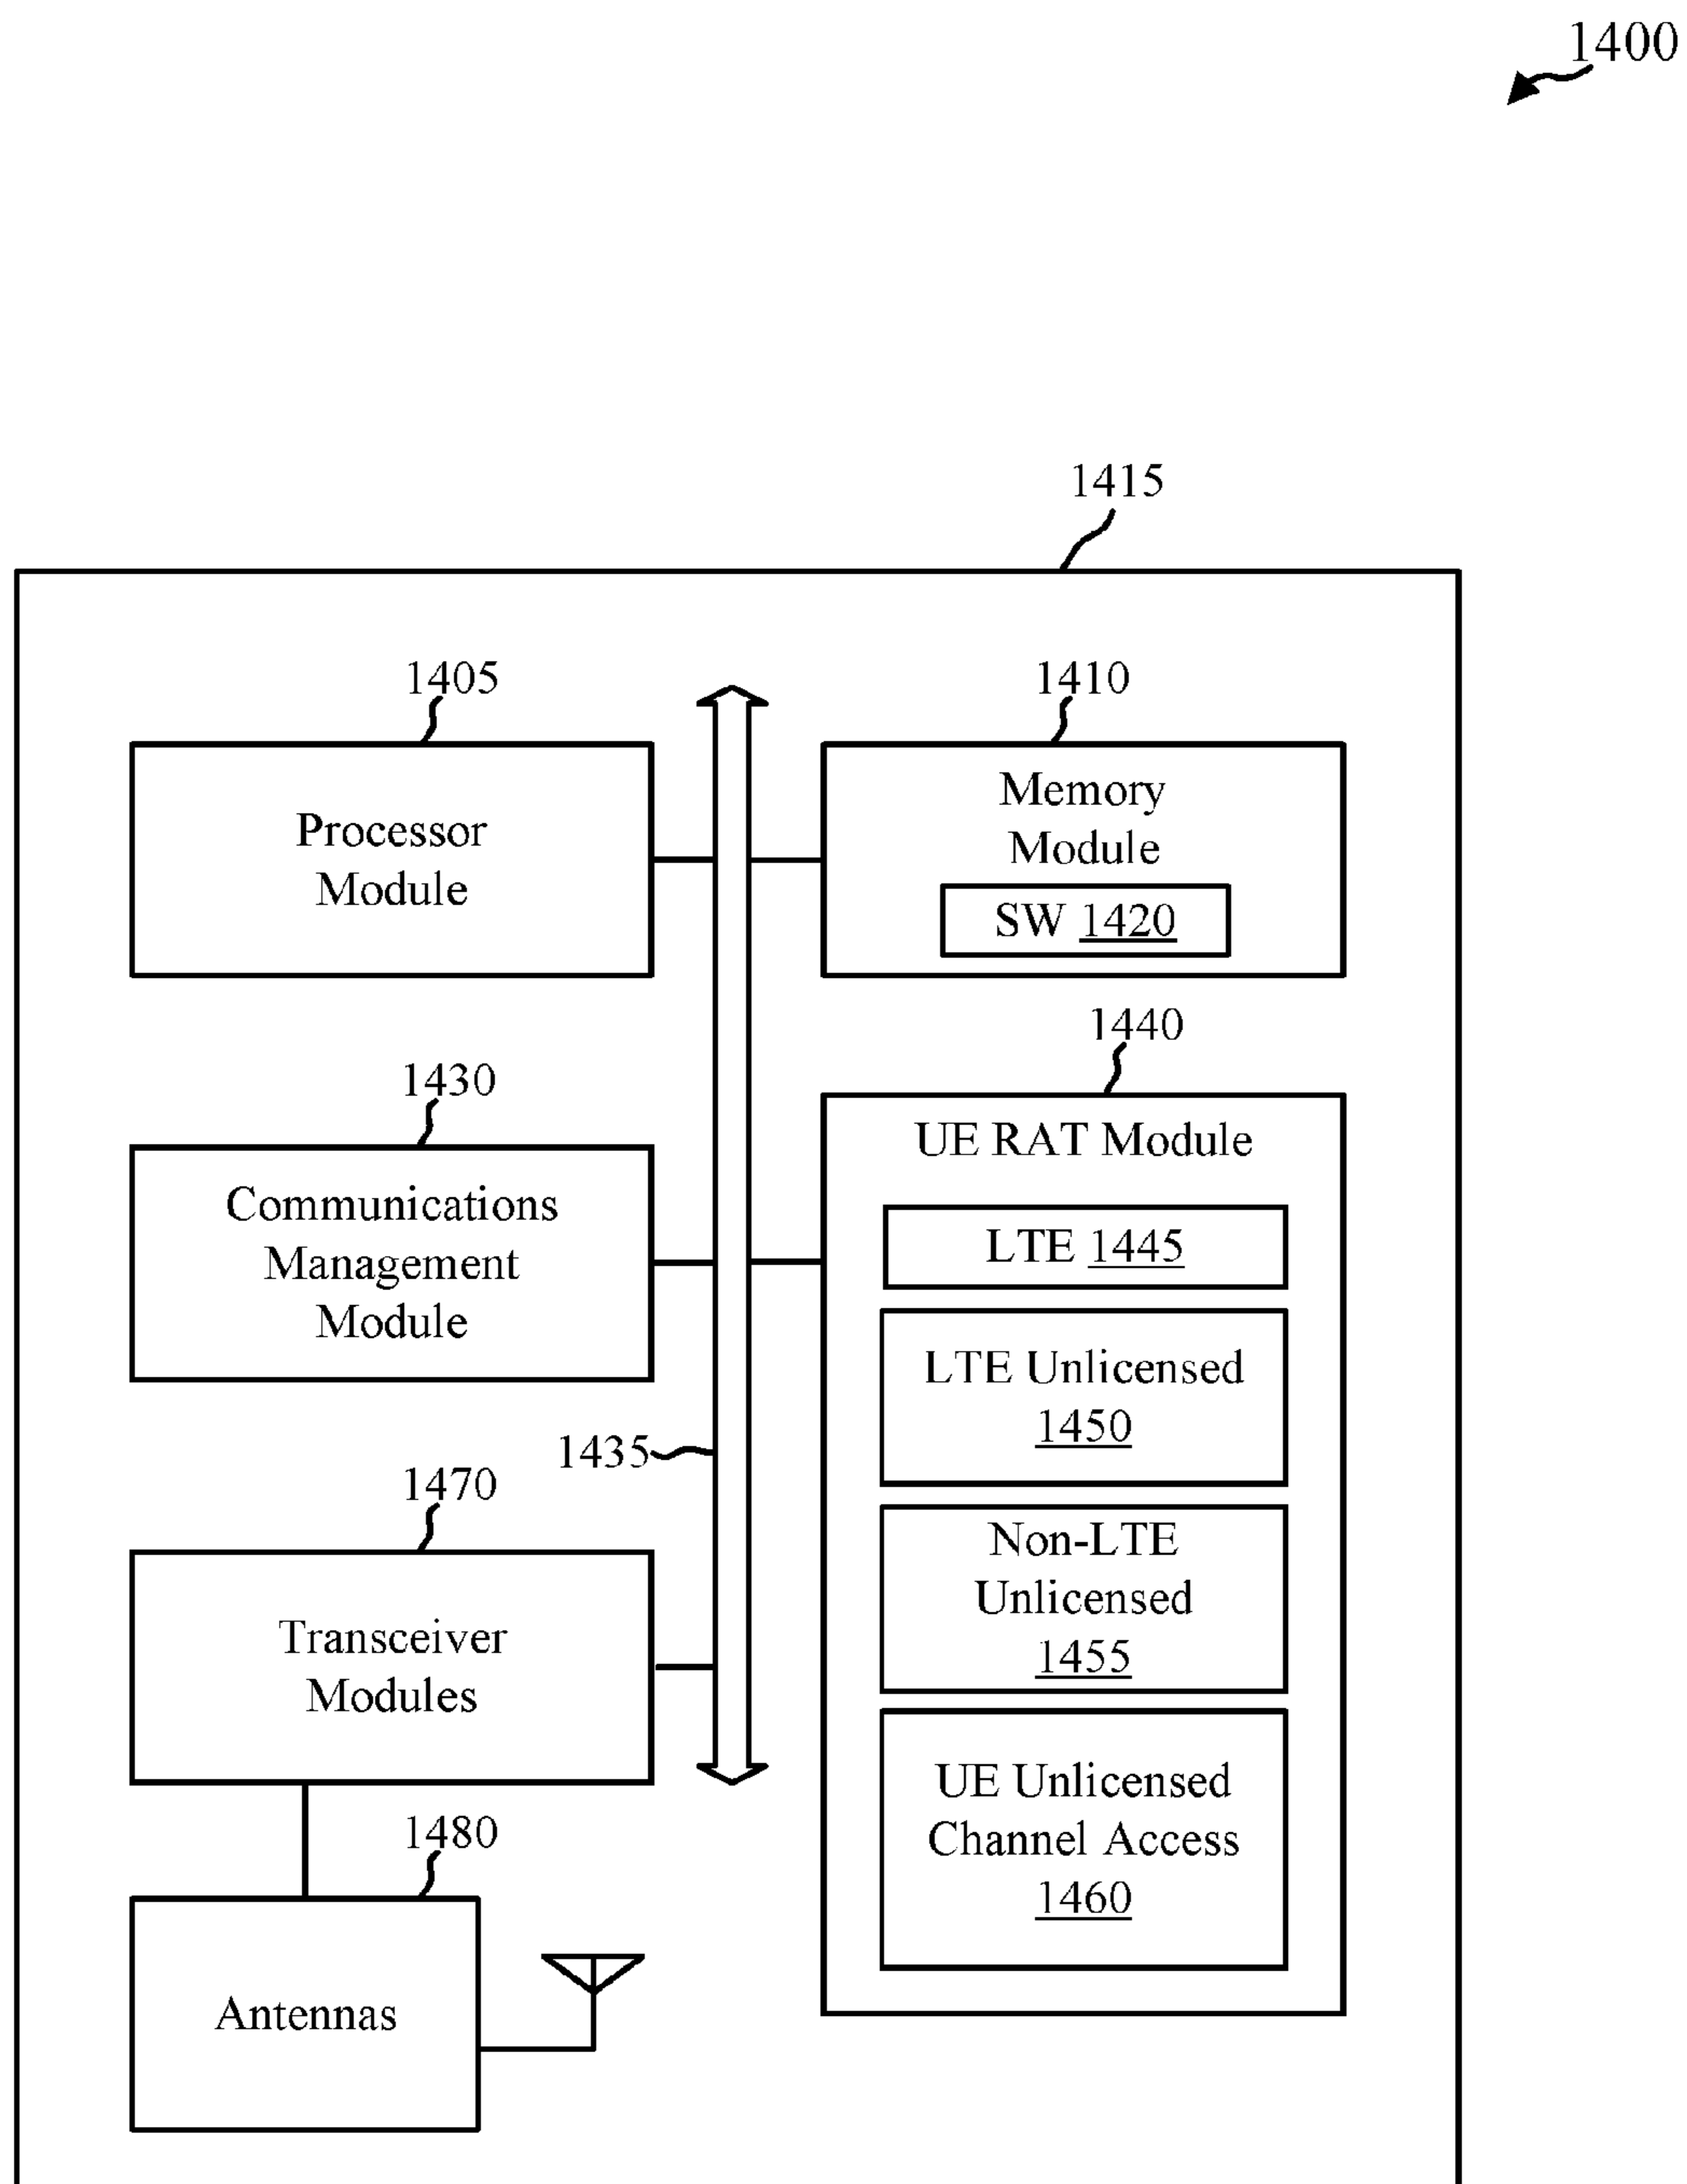 1400
1415
1405
1410
Processor
Module
Memory
Module
SW 1420
1440
1430
UE RAT Module
Communications
Management
Module
LTE 1445
LTE Unlicensed
1450
1435
1470
Non-LTE
Unlicensed
1455
Transceiver
Modules
UE Unlicensed
Channel Access
1460
1480
Antennas